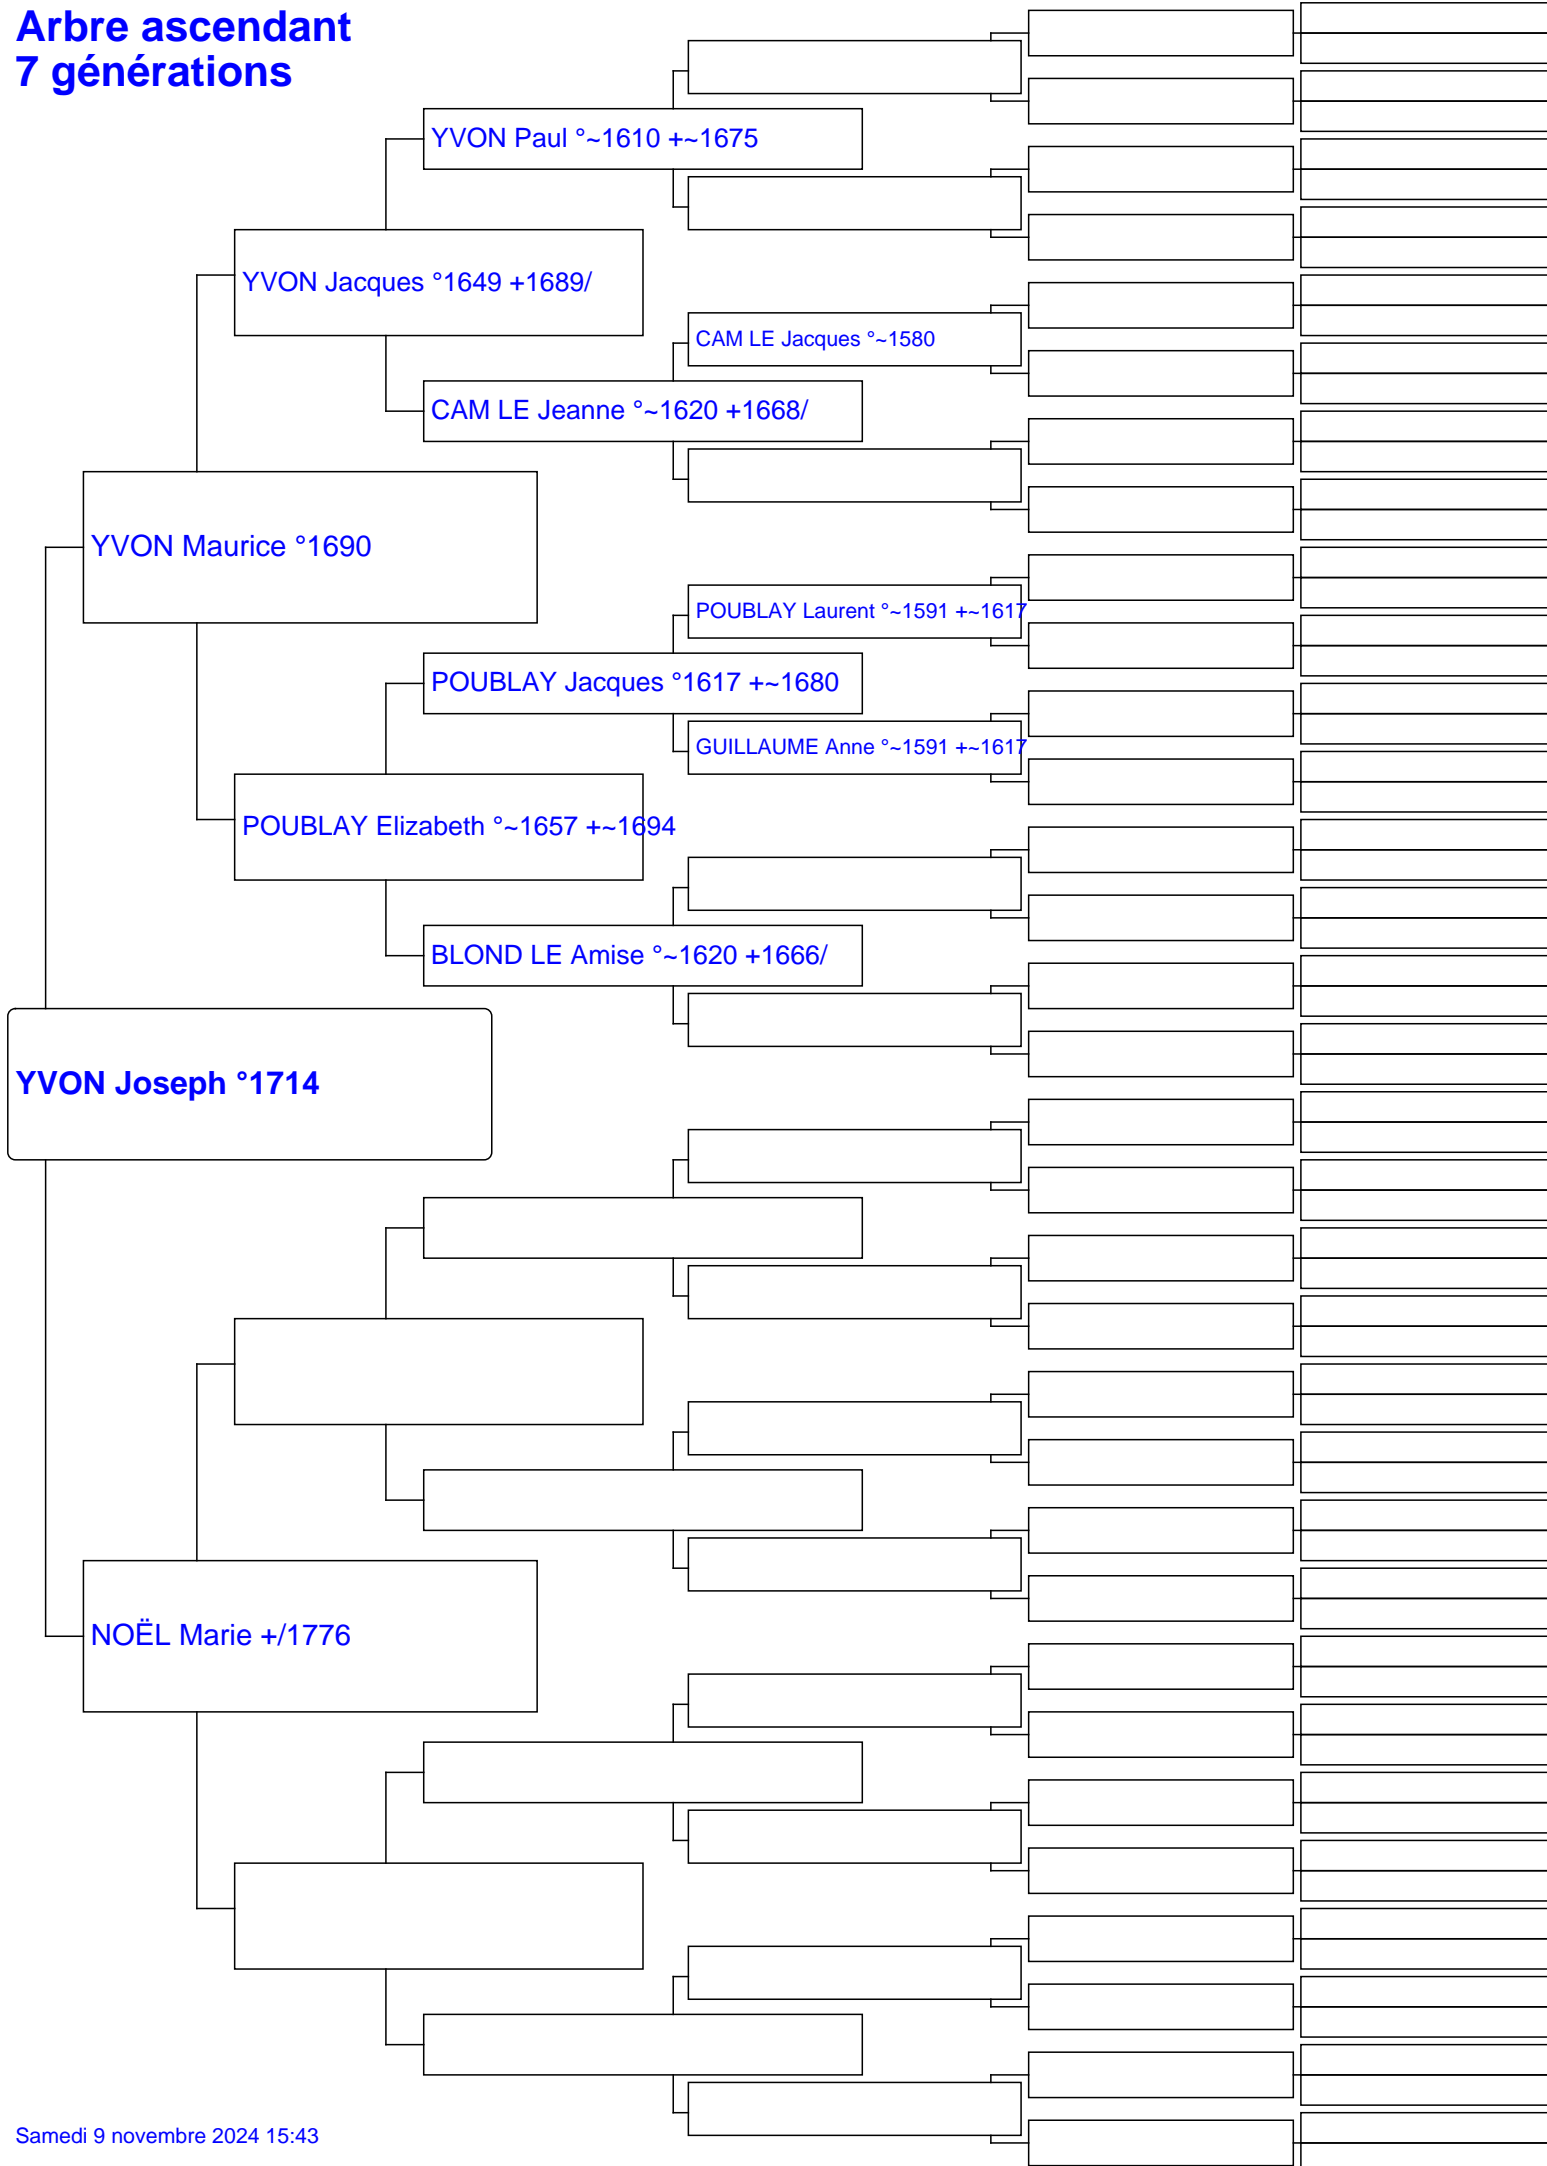 Arbre ascendant
7 générations
YVON Paul °~1610 +~1675
YVON Jacques °1649 +1689/
CAM LE Jacques °~1580
CAM LE Jeanne °~1620 +1668/
YVON Maurice °1690
POUBLAY Laurent °~1591 +~1617
POUBLAY Jacques °1617 +~1680
GUILLAUME Anne °~1591 +~1617
POUBLAY Elizabeth °~1657 +~1694
BLOND LE Amise °~1620 +1666/
YVON Joseph °1714
NOËL Marie +/1776
Samedi 9 novembre 2024 15:43